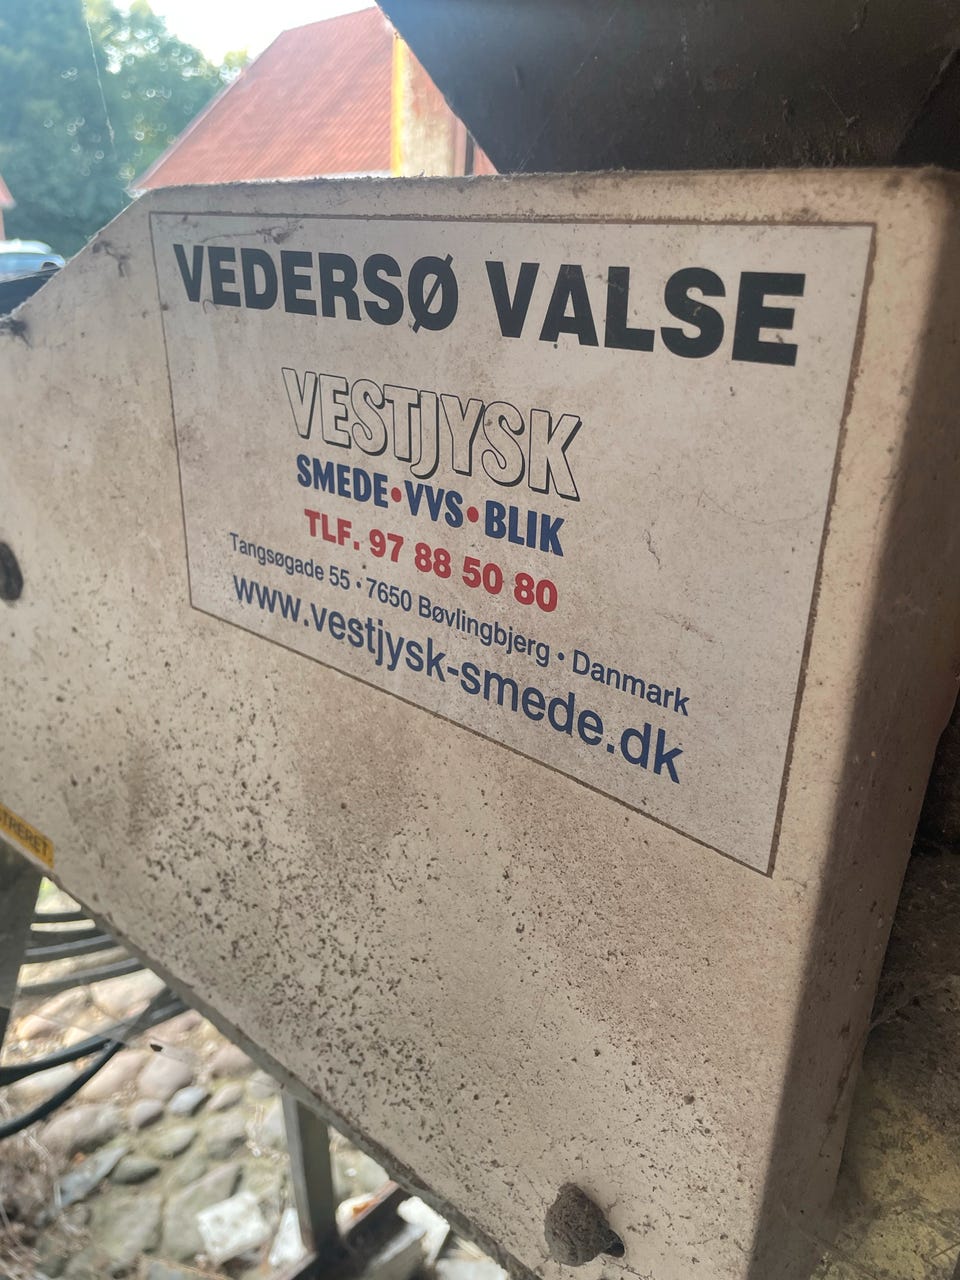 VEDERSØ VALSE
VESTJYSK
SMEDE•VVS•BLIK
TLF. 97 88 50 80
Tangsøgade 55 • 7650 Bøvlingbjerg • Danmark
www.vestjysk-smede.dk